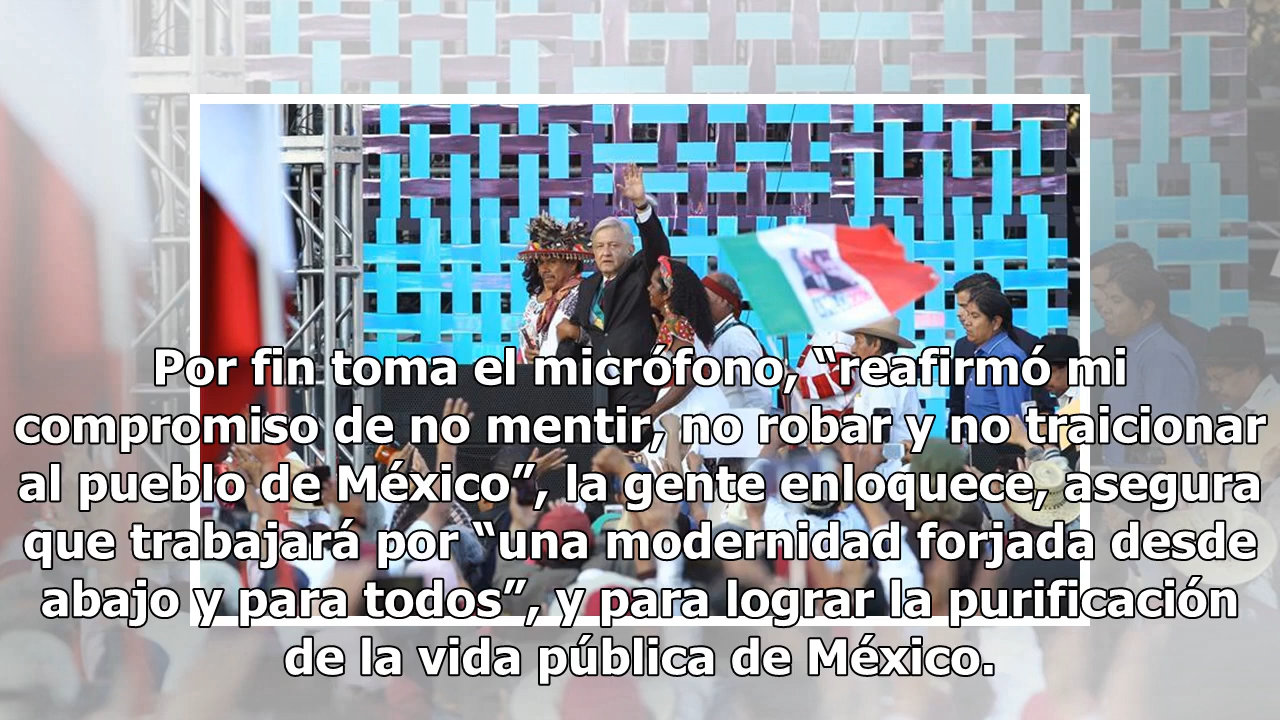 Por fin toma el micrófono, “reafirmó mi
compromiso de no mentir, no robar y no traicionar
al pueblo de México”, la gente enloquece, asegura
que trabajará por “una modernidad forjada desde
abajo y para todos”, y para lograr la purificación
de la vida pública de México.